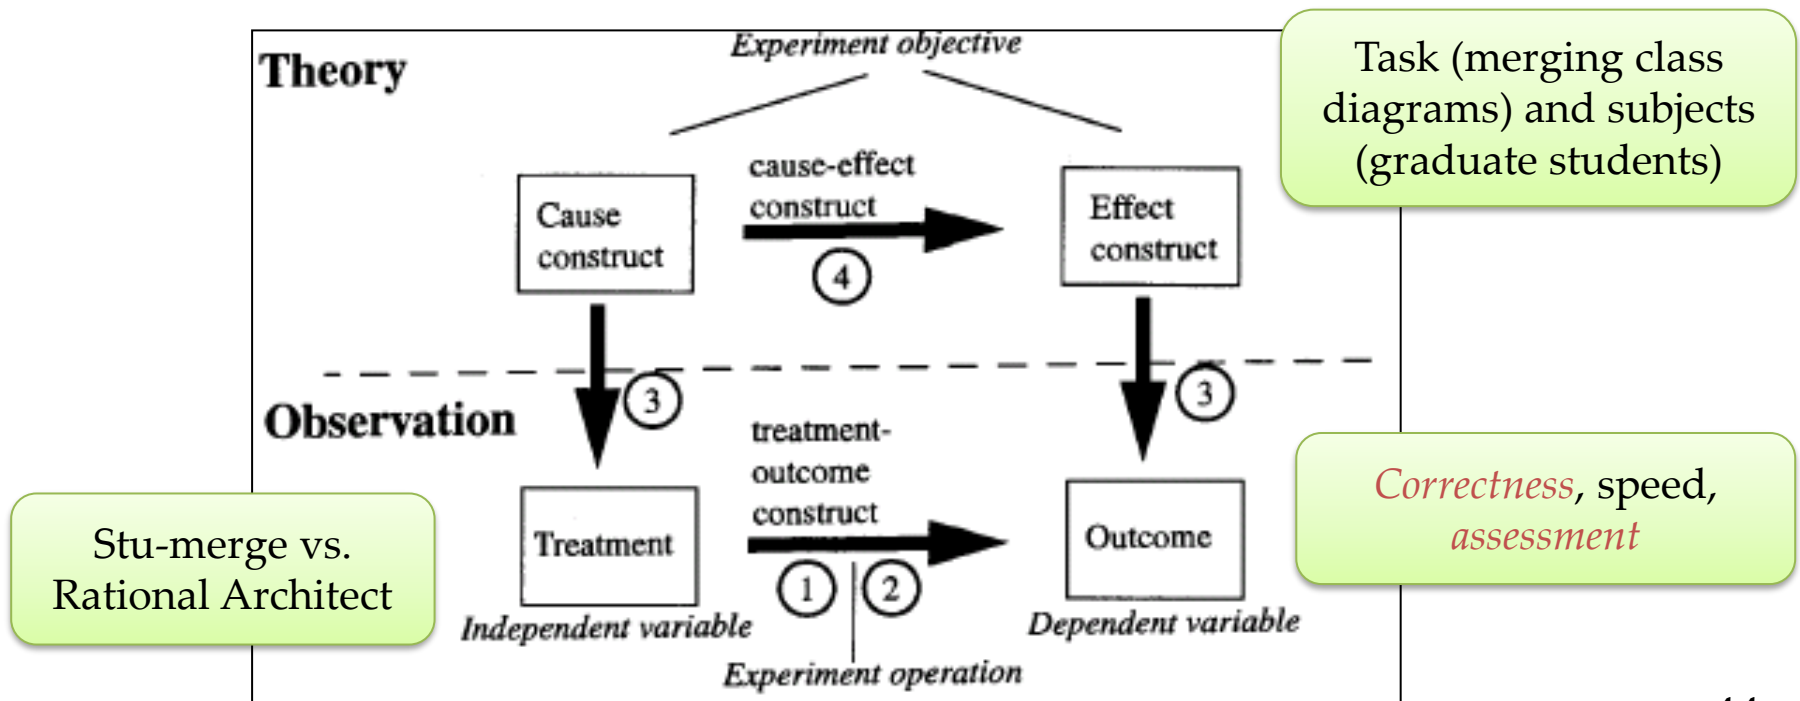 Experiment objective
Theory
Task (merging class
diagrams) and subjects
(graduate students)
cause-effect
construct
Cause
construct
Effect
construct
4
3
3
Observation
treatment-
outcome
construct
Correctness, speed,
assessment
Stu-merge vs.
Rational Architect
Treatment
Outcome
1
2
Independent variable
Dependent variable
Experiment operation